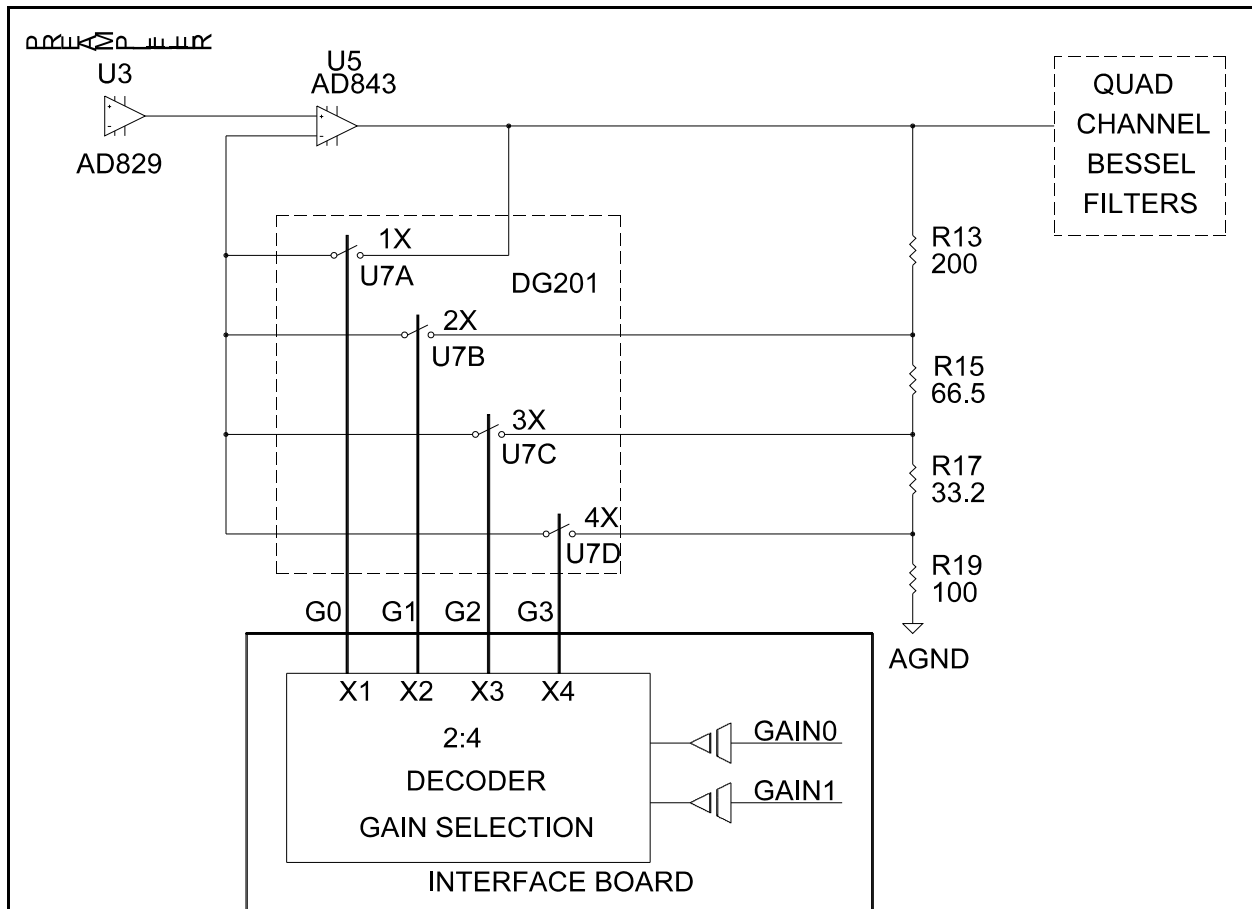 PREAMPLIFIER
U3
AD829
U5
AD843
QUAD
CHANNEL
BESSEL
FILTERS
1X
U7A
DG201
2X
U7B
3X
U7C
4X
U7D
R13
200
R15
66.5
R17
33.2
R19
100
AGND
G0 G1 G2 G3
X1 X2 X3 X4
2:4
DECODER
GAIN SELECTION
GAIN0
GAIN1
INTERFACE BOARD